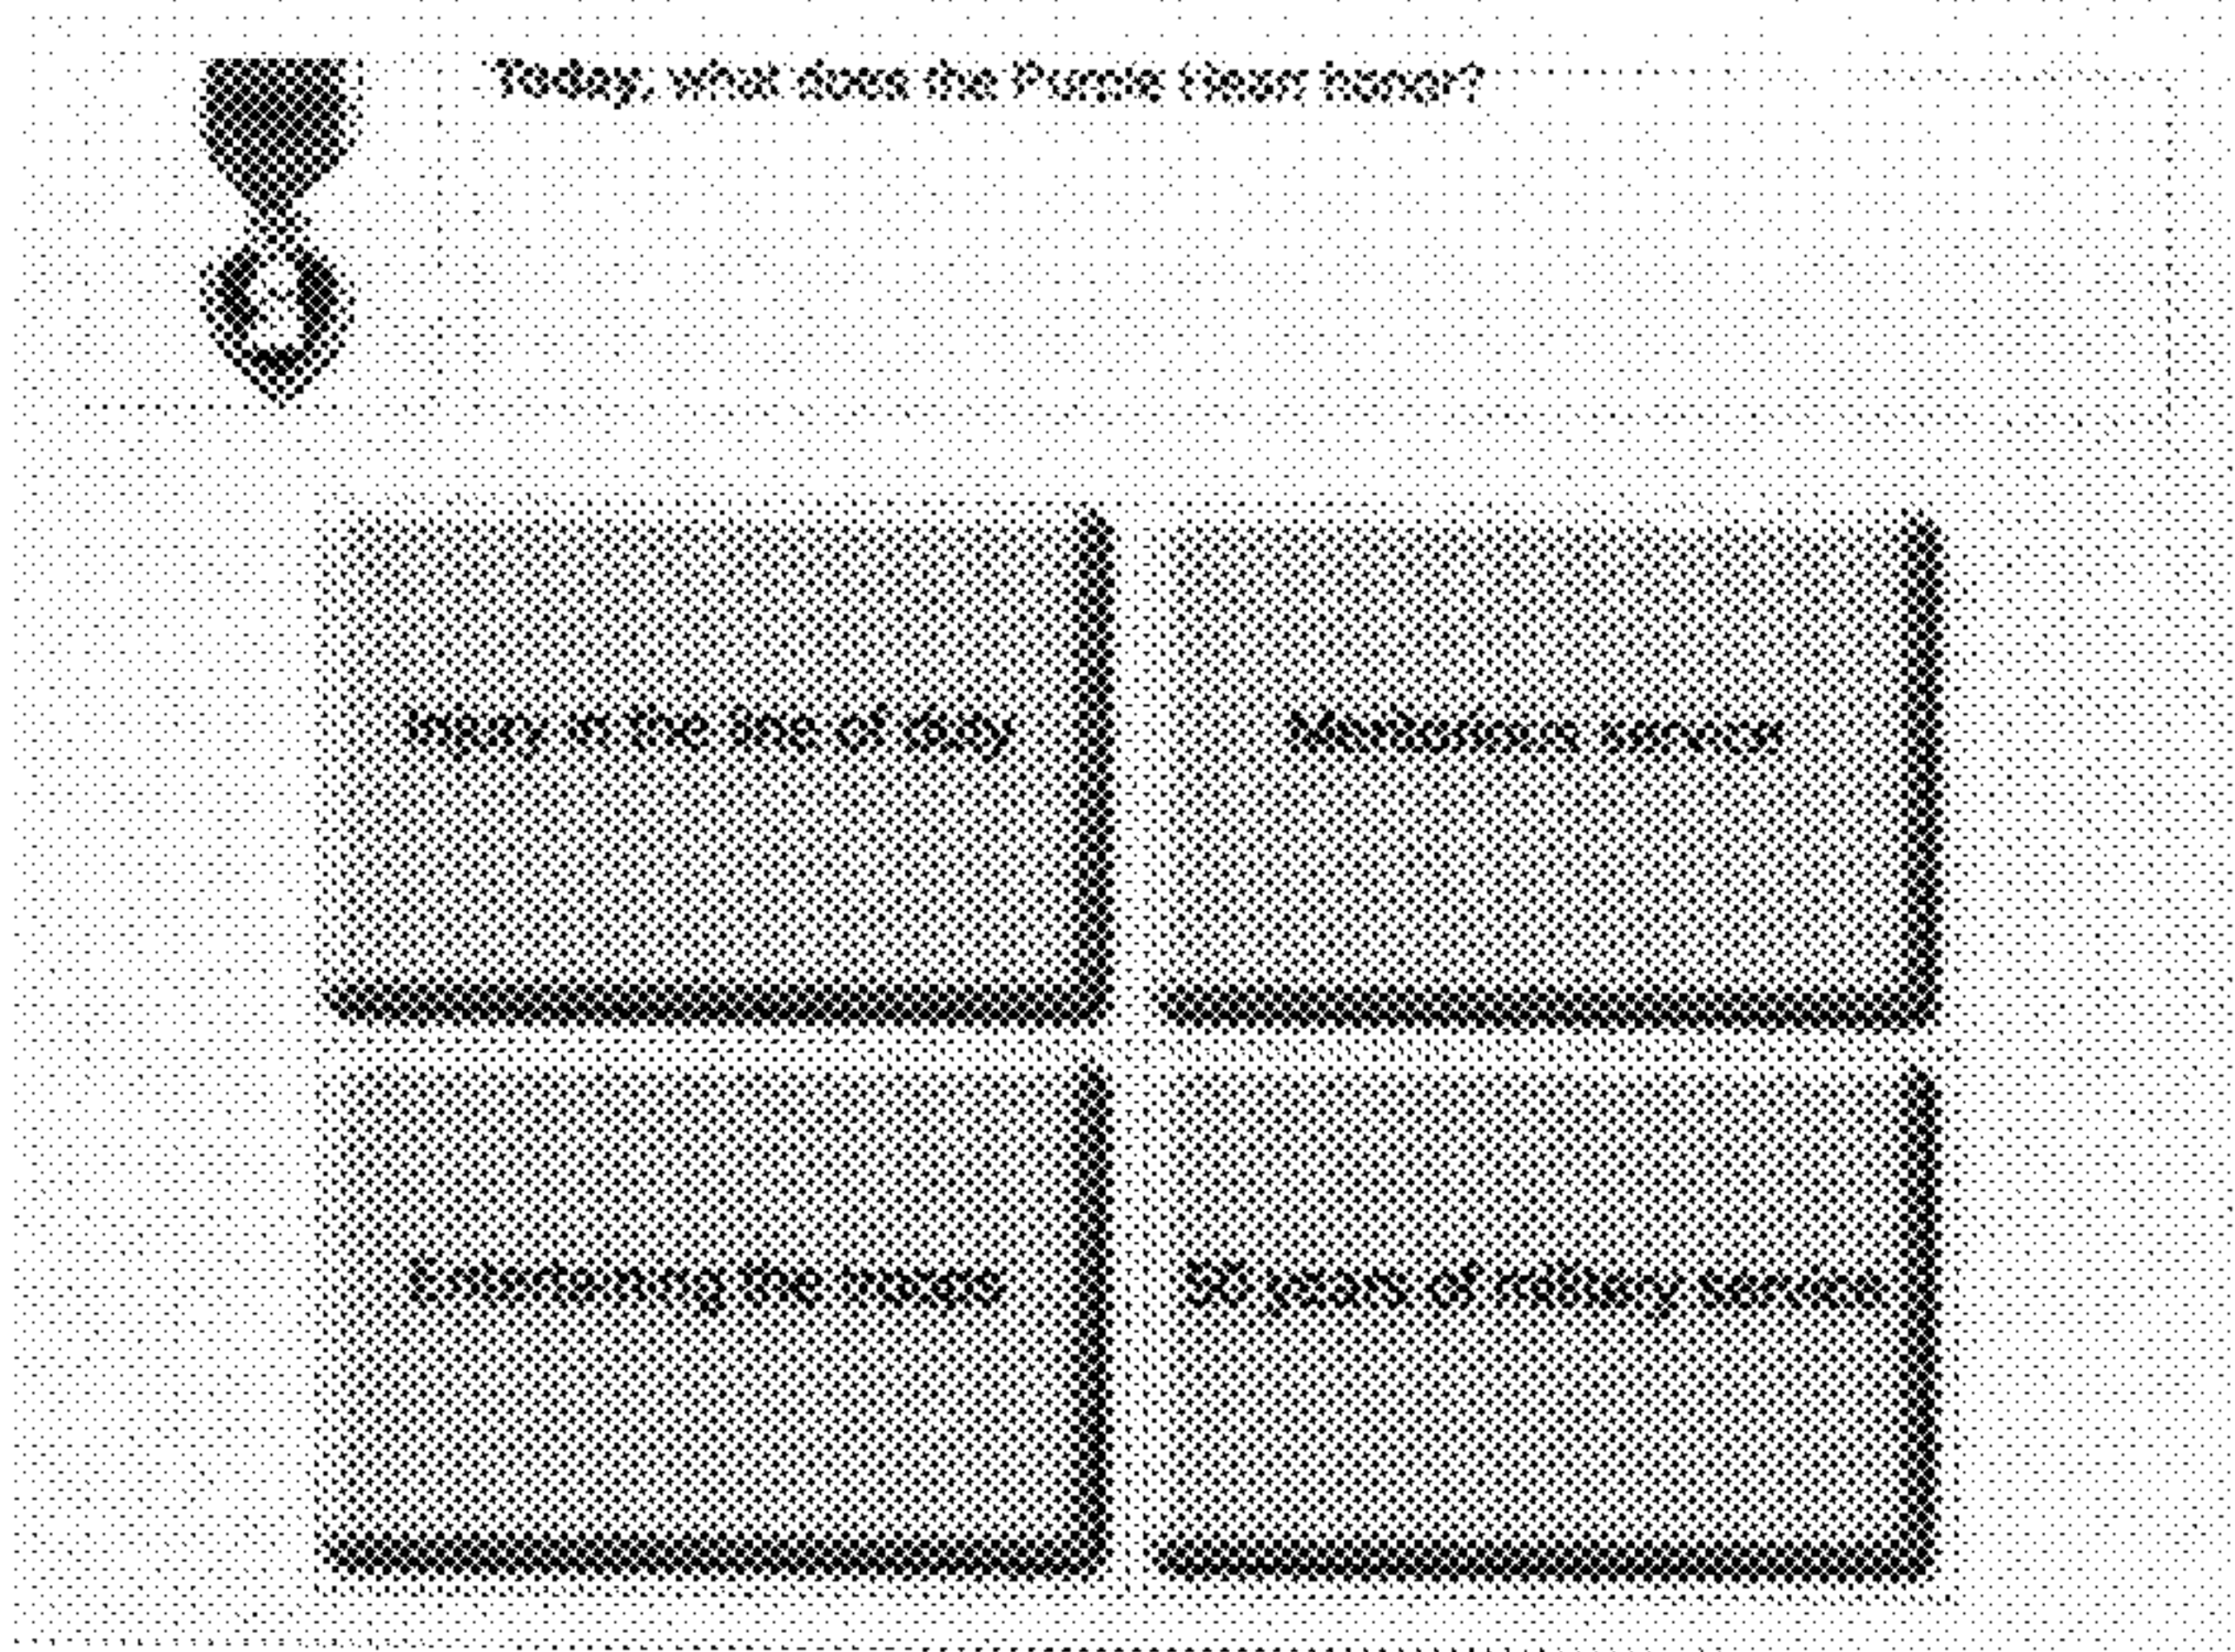 Today, what does the Purple Heart honor?
Injury in the line of duty
Meritorious service
Entertaining the troops
years of military service